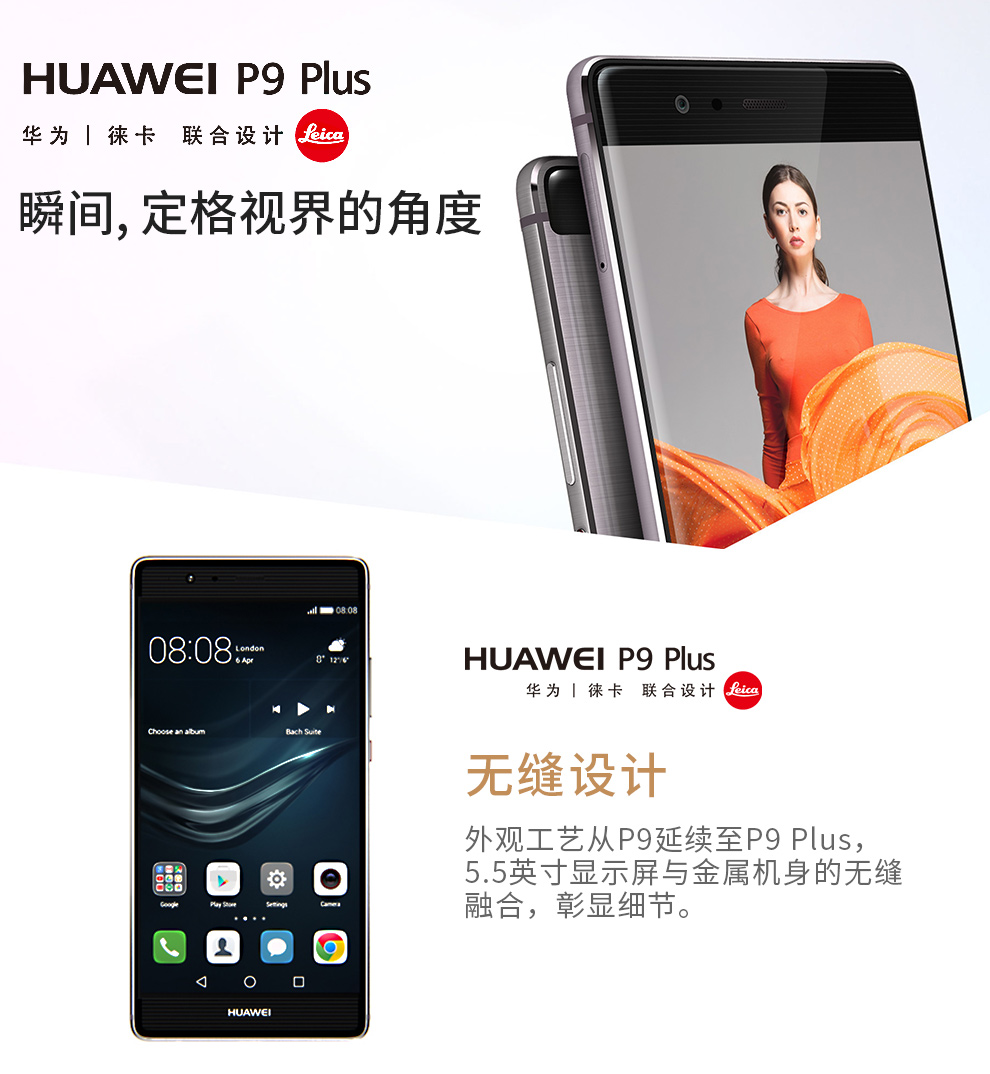 HUAWEI P9 Plus
华为 | 徕卡 联合设计 Leica
瞬间, 定格视界的角度
08:08
08:08 London
6 Apr
8° 12°/6°
Choose an album
Bach Suite
Google Play Store Settings Camera
HUAWEI
HUAWEI P9 Plus
华为 | 徕卡 联合设计 Leica
无缝设计
外观工艺从P9延续至P9 Plus，
5.5英寸显示屏与金属机身的无缝
融合，彰显细节。